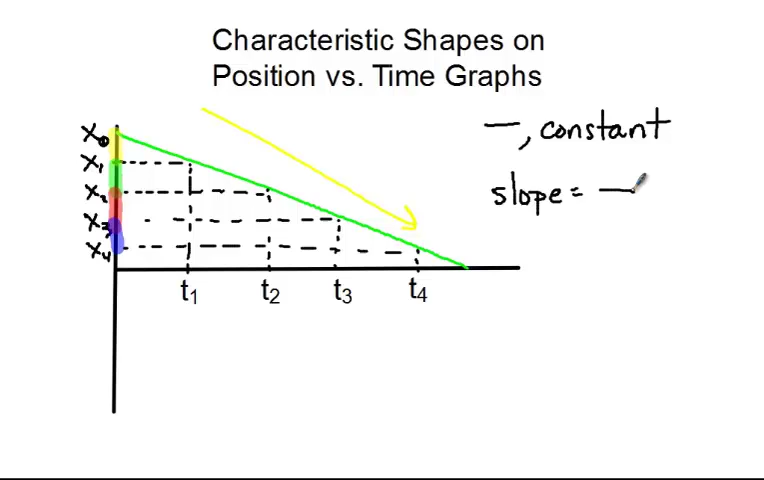 Characteristic Shapes on
Position vs. Time Graphs
x₀
—, constant
x₁
slope = —
x₂
x₃
x₄
t₁ t₂ t₃ t₄